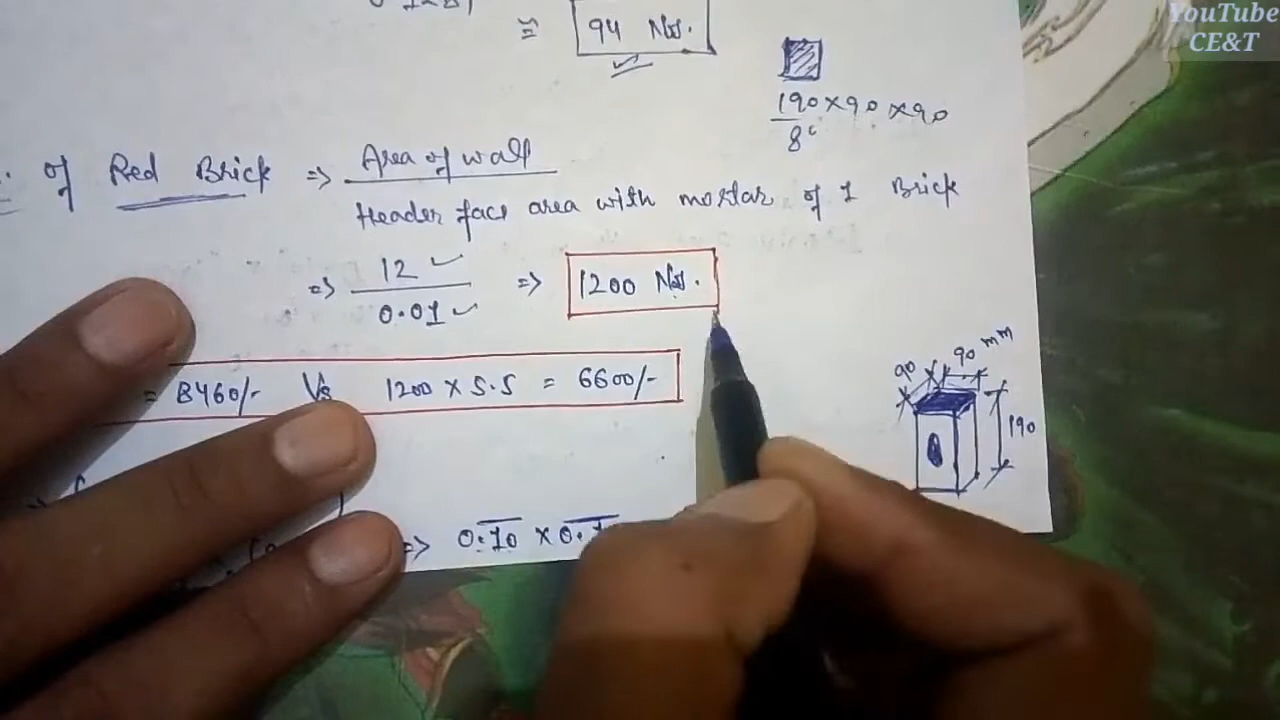 YouTube
CE&T
≅ 94 Nos.
190×90×90
8"
of Red Brick => Area of wall
Header face area with mortar of 1 Brick
=> 12
0.01
=> 1200 Nos.
= 8460/- Vs 1200 × 5.5 = 6600/-
90 90 mm
190
=> 0.10 × 0.